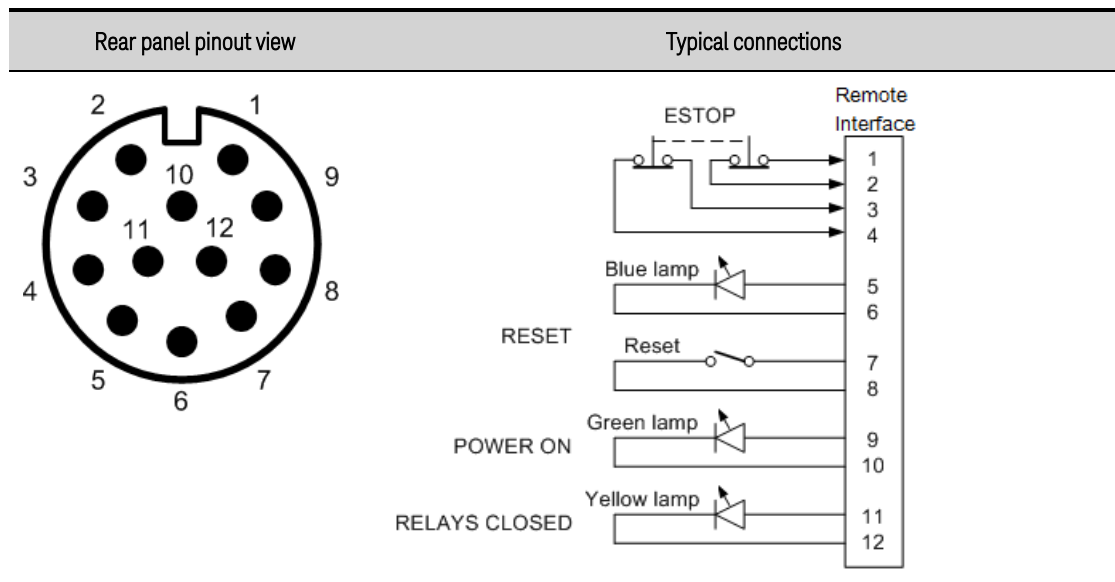 Rear panel pinout view
Typical connections
2
1
3
10
9
11
12
4
8
5
7
6
Remote
Interface
ESTOP
1
2
3
4
Blue lamp
5
6
RESET
Reset
7
8
Green lamp
9
POWER ON
10
Yellow lamp
11
RELAYS CLOSED
12